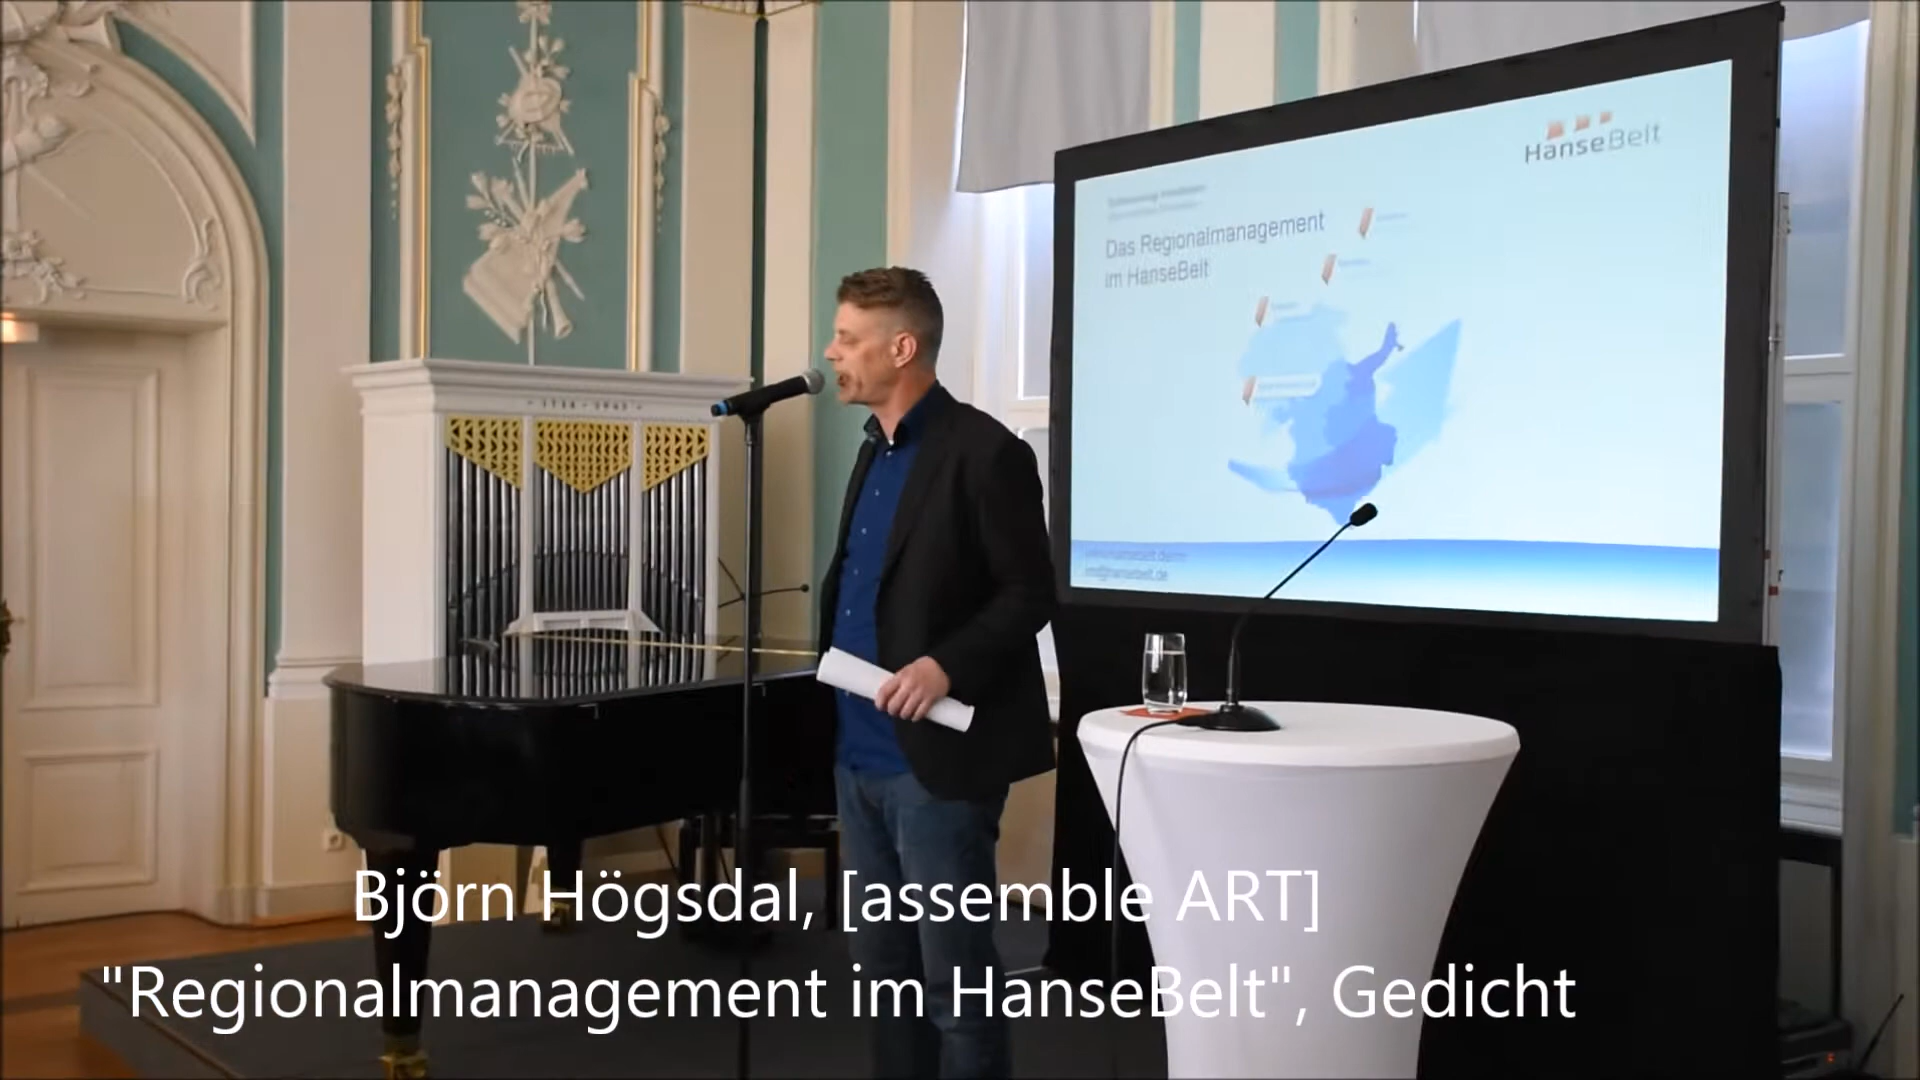 HanseBelt
Das Regionalmanagement
im HanseBelt
Björn Högsdal, [assemble ART]
"Regionalmanagement im HanseBelt", Gedicht